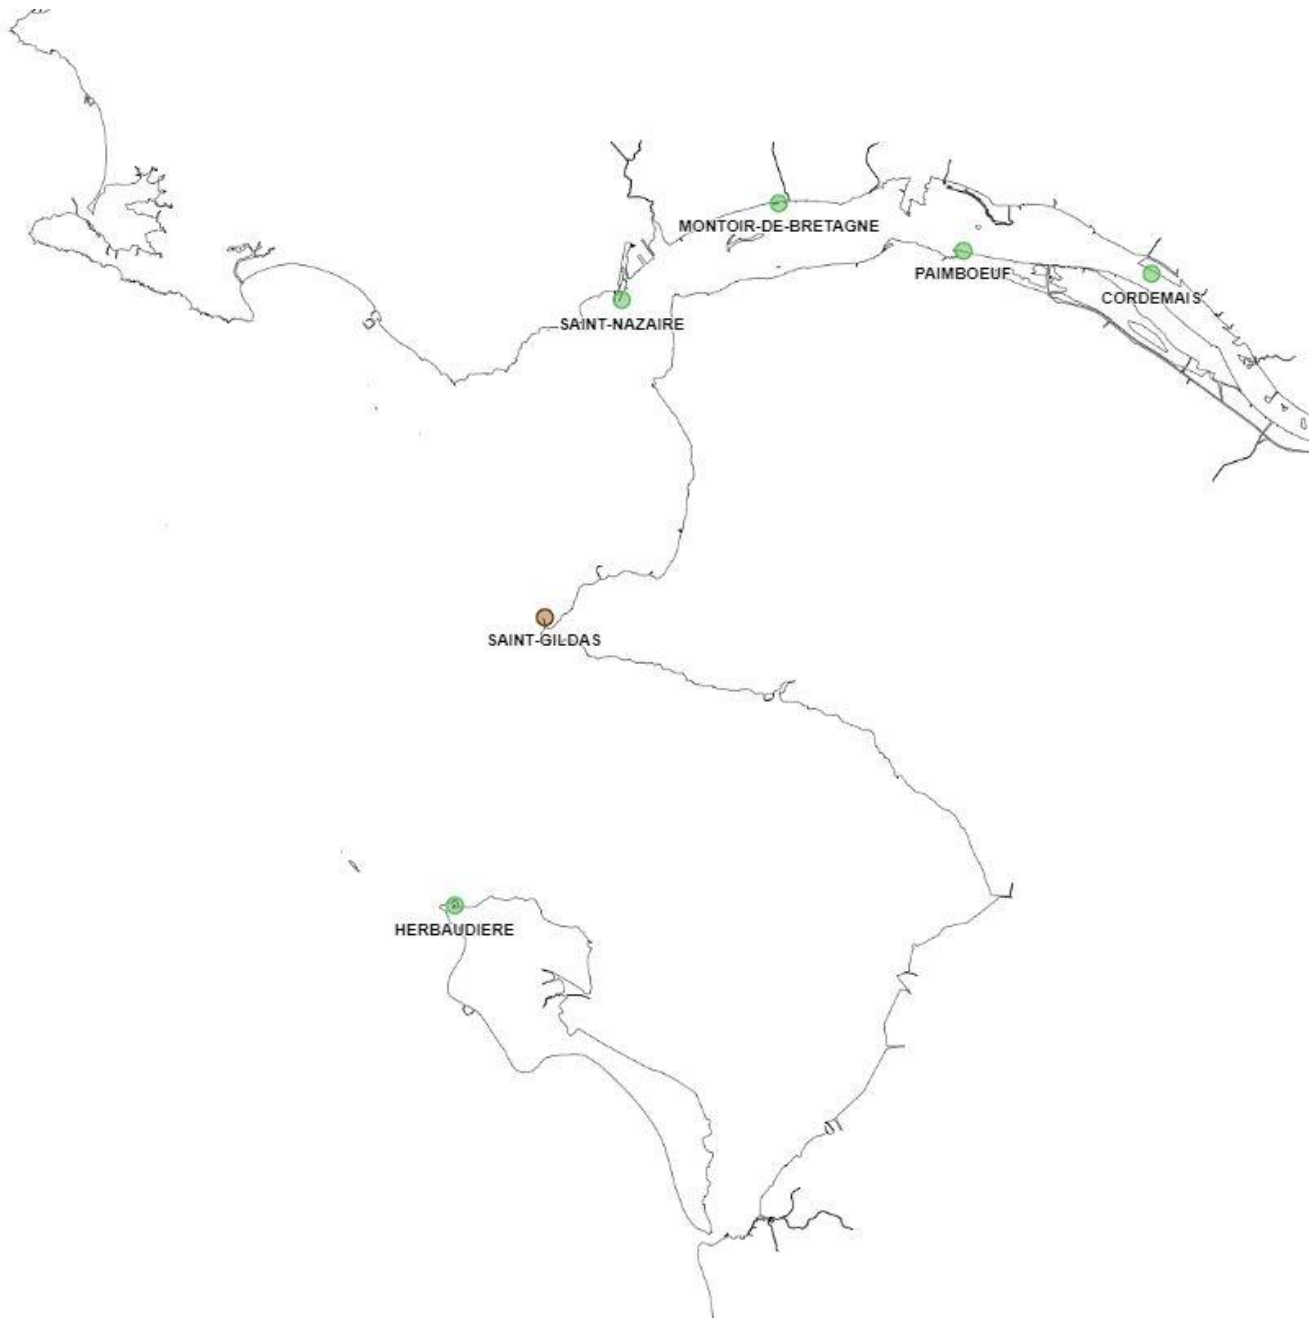 MONTOIR-DE-BRETAGNE
PAIMBOEUF
CORDEMAIS
SAINT-NAZAIRE
SAINT-GILDAS
HERBAUDIERE